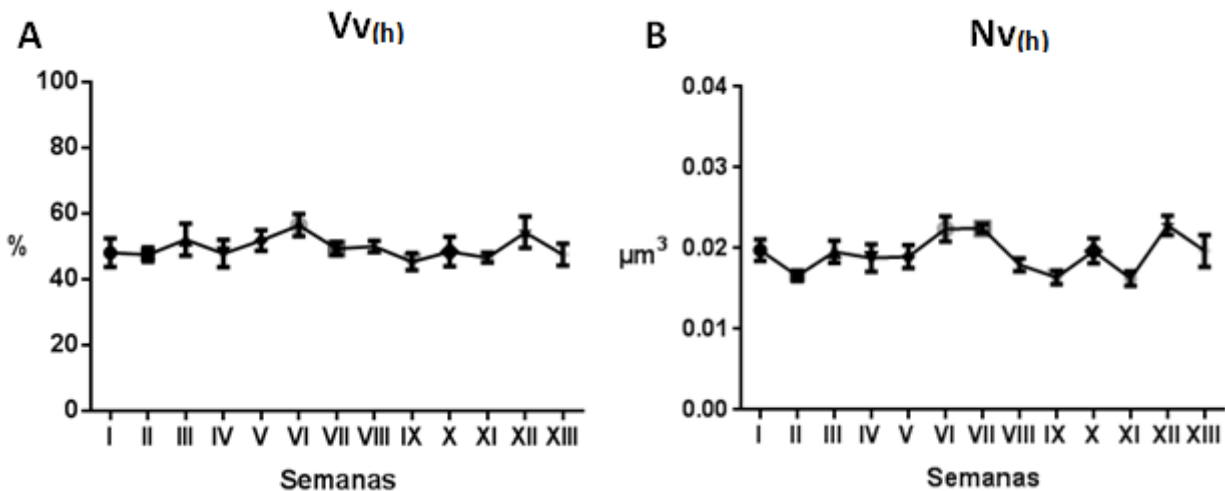 A
Vv(h)
100
80
60
%
40
20
0
I II III IV V VI VII VIII IX X XI XII XIII
Semanas
B
Nv(h)
0.04
0.03
µm³
0.02
0.01
0.00
I II III IV V VI VII VIII IX X XI XII XIII
Semanas